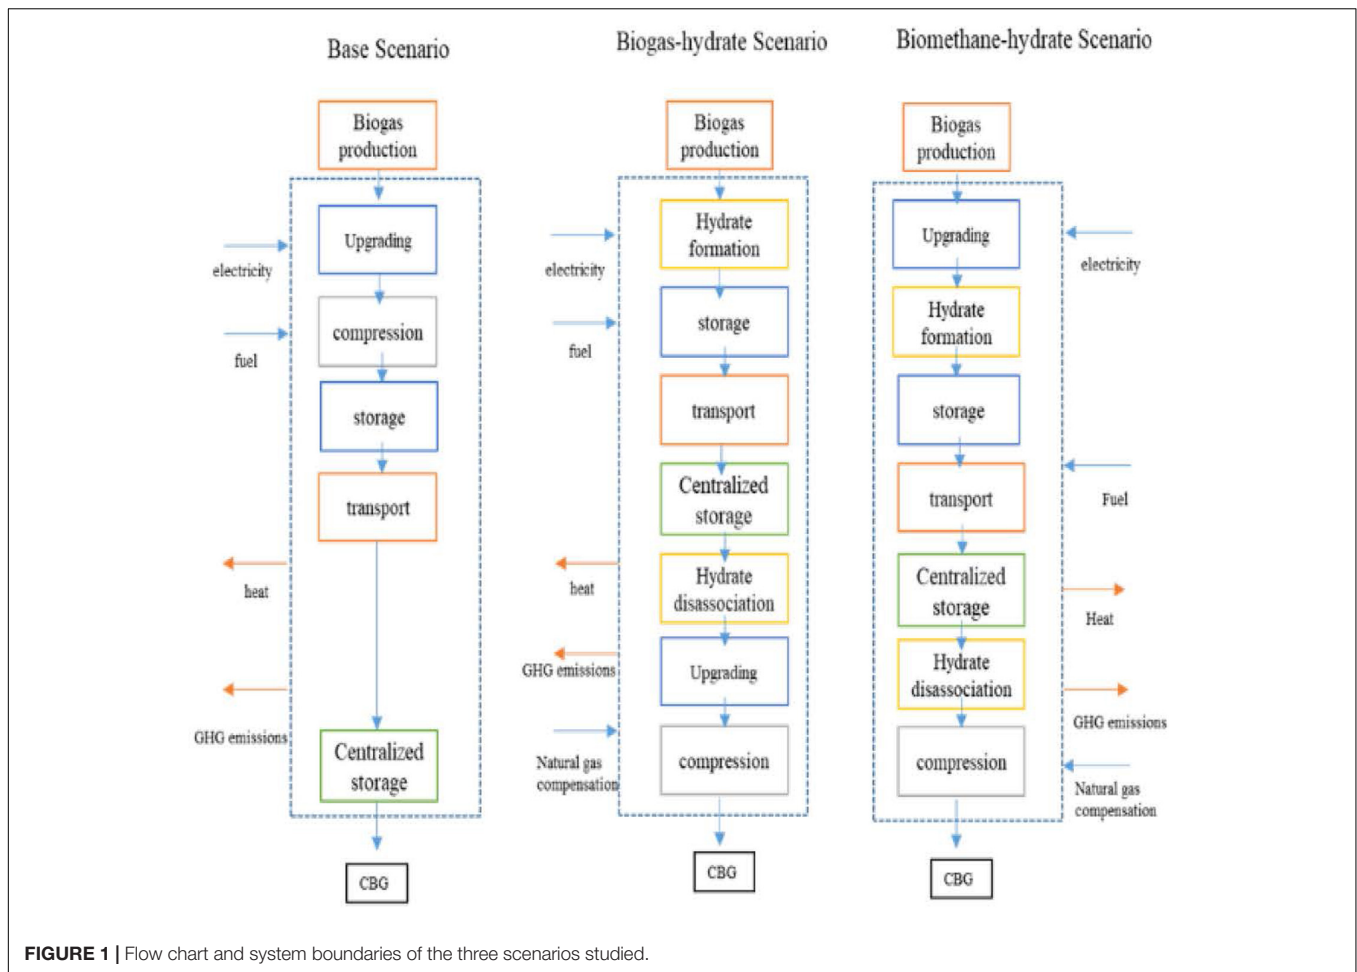 Base Scenario
Biogas
production
Upgrading
electricity
compression
fuel
storage
transport
heat
GHG emissions
Centralized
storage
CBG
Biogas-hydrate Scenario
Biogas
production
Hydrate
formation
electricity
storage
fuel
transport
Centralized
storage
Hydrate
disassociation
heat
GHG emissions
Upgrading
Natural gas
compensation
compression
CBG
Biomethane-hydrate Scenario
Biogas
production
Upgrading
electricity
Hydrate
formation
storage
transport
Fuel
Centralized
storage
Heat
Hydrate
disassociation
GHG emissions
compression
Natural gas
compensation
CBG
FIGURE 1 | Flow chart and system boundaries of the three scenarios studied.